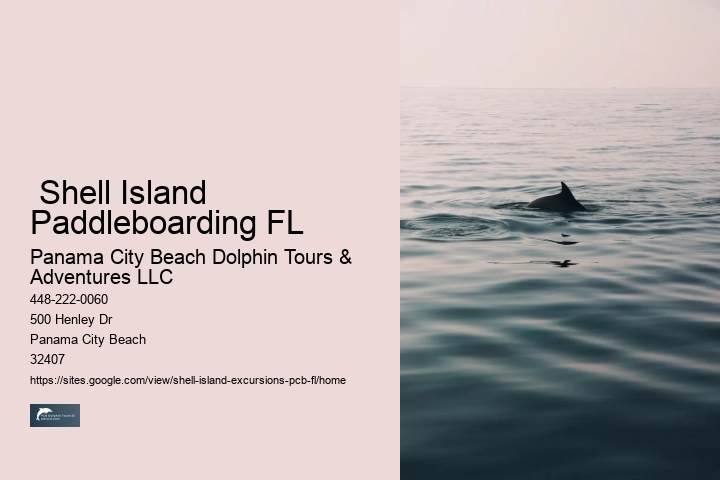 Shell Island
Paddleboarding FL
Panama City Beach Dolphin Tours &
Adventures LLC
448-222-0060
500 Henley Dr
Panama City Beach
32407
https://sites.google.com/view/shell-island-excursions-pcb-fl/home